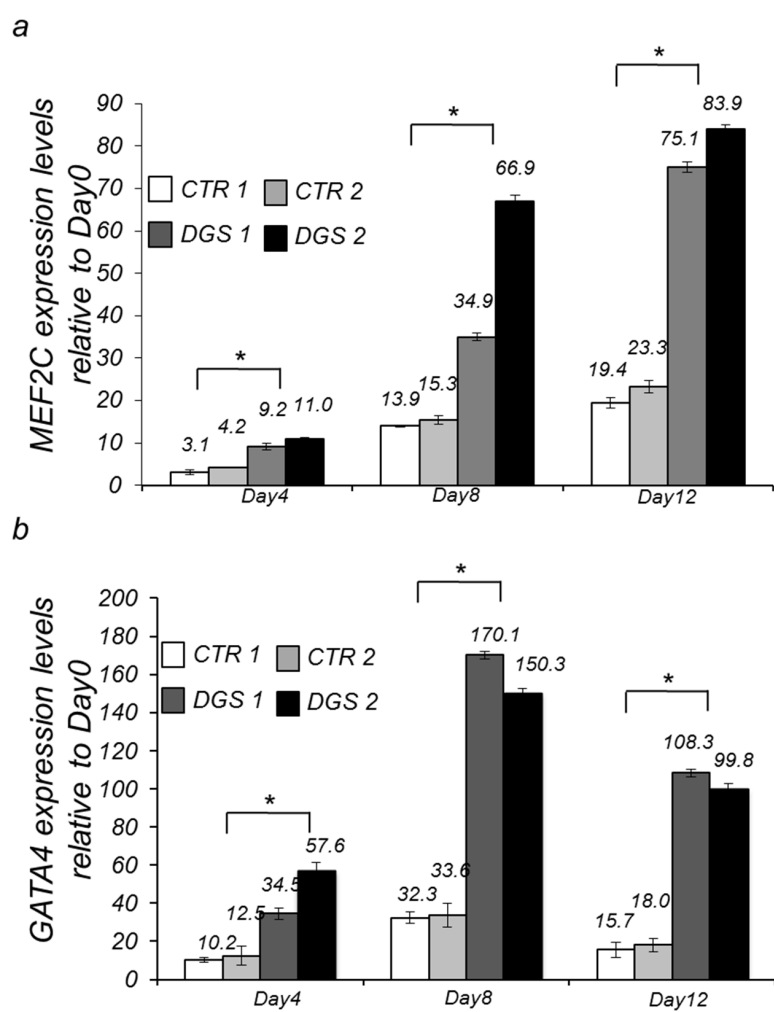 a
*
83.9
90
*
75.1
80
66.9
MEF2C expression levels
relative to Day0
70
CTR 1
CTR 2
60
DGS 1
DGS 2
50
34.9
40
*
30
23.3
19.4
15.3
13.9
20
11.0
9.2
4.2
3.1
10
0
Day4
Day8
Day12
b
*
200
170.1
GATA4 expression levels
relative to Day0
180
CTR 1
CTR 2
150.3
*
160
DGS 1
DGS 2
140
108.3
120
99.8
*
100
57.6
80
34.5
33.6
60
32.3
12.5
18.0
40
10.2
15.7
20
0
Day4
Day8
Day12